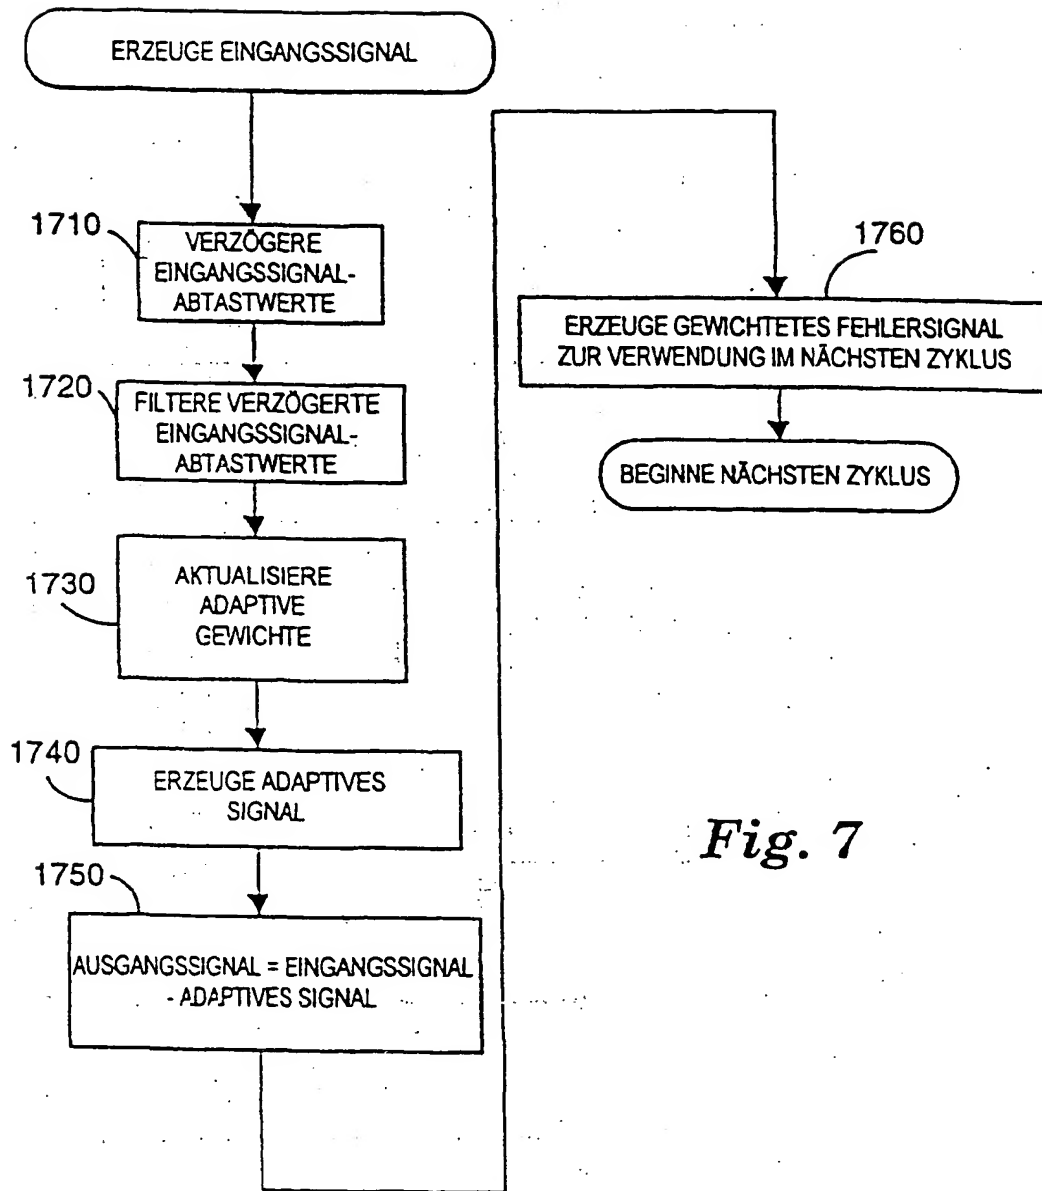 ERZEUGE EINGANGSSIGNAL
1710
VERZÖGERE
EINGANGSSIGNAL-
ABTASTWERTE
1720
FILTERE VERZÖGERTE
EINGANGSSIGNAL-
ABTASTWERTE
1730
AKTUALISIERE
ADAPTIVE
GEWICHTE
1740
ERZEUGE ADAPTIVES
SIGNAL
1750
AUSGANGSSIGNAL = EINGANGSSIGNAL
- ADAPTIVES SIGNAL
1760
ERZEUGE GEWICHTETES FEHLERSIGNAL
ZUR VERWENDUNG IM NÄCHSTEN ZYKLUS
BEGINNE NÄCHSTEN ZYKLUS
Fig. 7